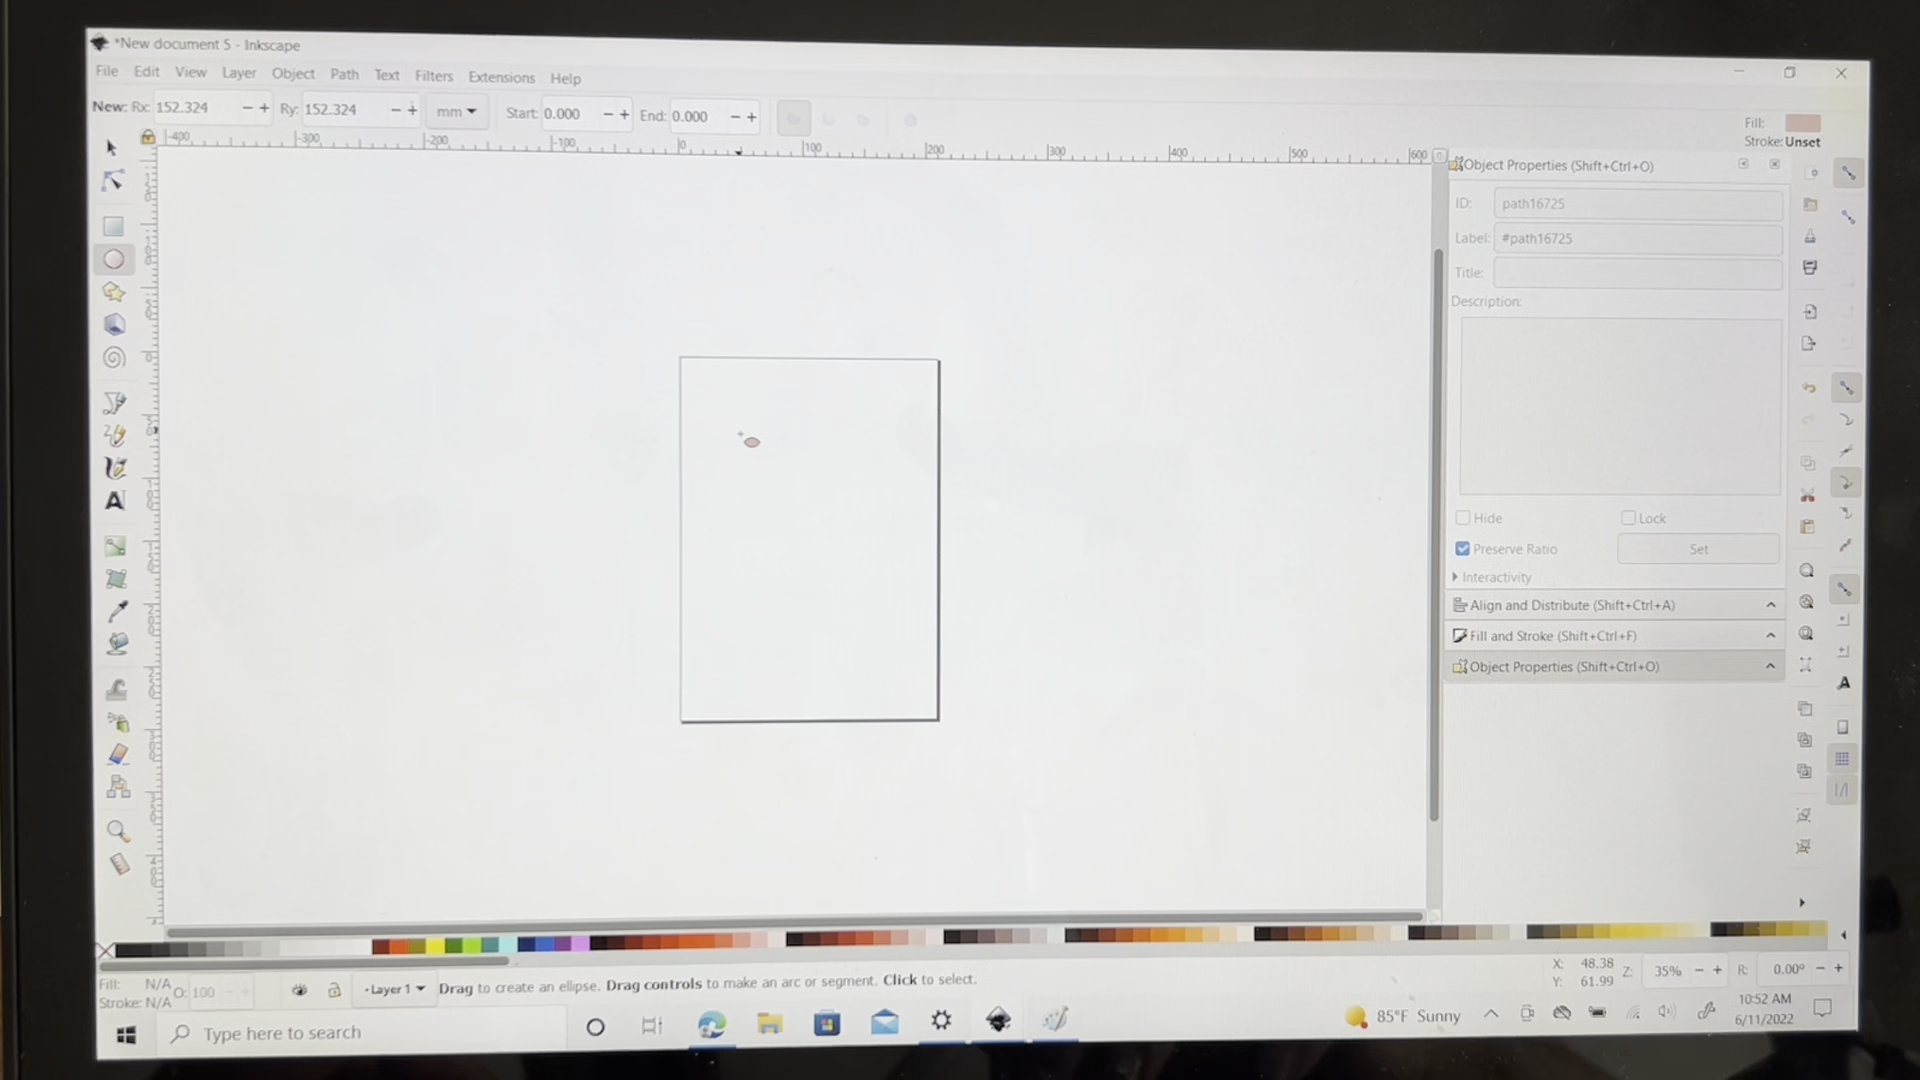 *New document 5 - Inkscape
File Edit View Layer Object Path Text Filters Extensions Help
New: Rx: 152.324 - + Ry: 152.324 - + mm Start: 0.000 - + End: 0.000 - +
Fill:
Stroke: Unset
-400 -300 -200 -100 0 100 200 300 400 500 600
Object Properties (Shift+Ctrl+O)
ID: path16725
Label: #path16725
Title:
Description:
Hide Lock
Preserve Ratio Set
Interactivity
Align and Distribute (Shift+Ctrl+A)
Fill and Stroke (Shift+Ctrl+F)
Object Properties (Shift+Ctrl+O)
Fill: N/A
Stroke: N/A
O: 100
Layer 1
Drag to create an ellipse. Drag controls to make an arc or segment. Click to select.
X: 48.38
Y: 61.99
Z: 35% - + R: 0.00° - +
Type here to search
85°F Sunny
10:52 AM
6/11/2022